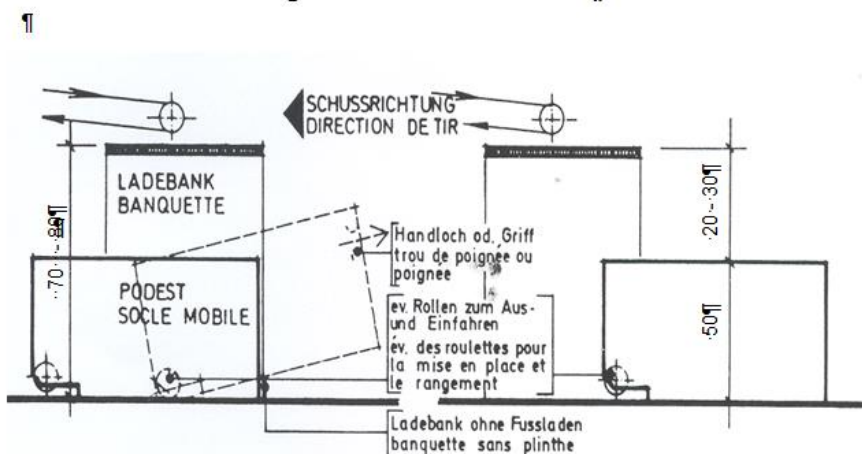 ¶
SCHUSSRICHTUNG
DIRECTION DE TIR
LADEBANK
BANQUETTE
70 - 80¶
20 - 30¶
Handloch od. Griff
trou de poignée ou
poignée
PODEST
SOCLE MOBILE
ev. Rollen zum Aus-
und Einfahren
év. des roulettes pour
la mise en place et
le rangement
50¶
Ladebank ohne Fussladen
banquette sans plinthe